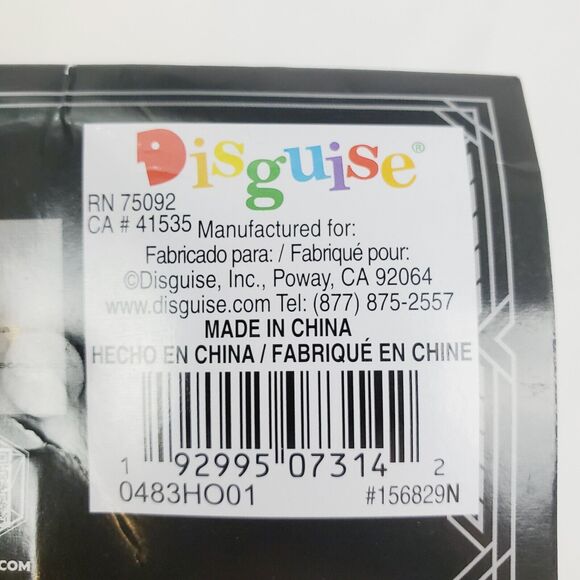 Disguise®
RN 75092
CA # 41535
Manufactured for:
Fabricado para: / Fabriqué pour:
©Disguise, Inc., Poway, CA 92064
www.disguise.com Tel: (877) 875-2557
MADE IN CHINA
HECHO EN CHINA / FABRIQUÉ EN CHINE
1 92995 07314 2
0483HO01 #156829N
.COM